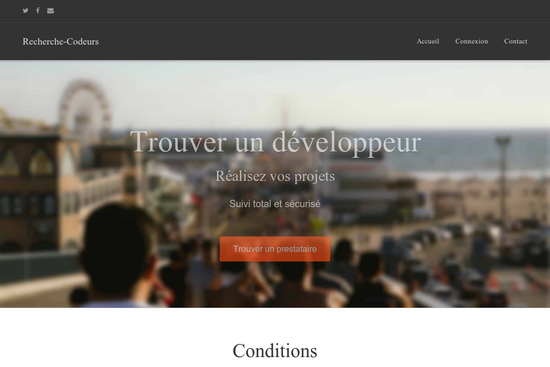 Recherche-Codeurs
Accueil Connexion Contact
Trouver un développeur
Réalisez vos projets
Suivi total et sécurisé
Trouver un prestataire
Conditions